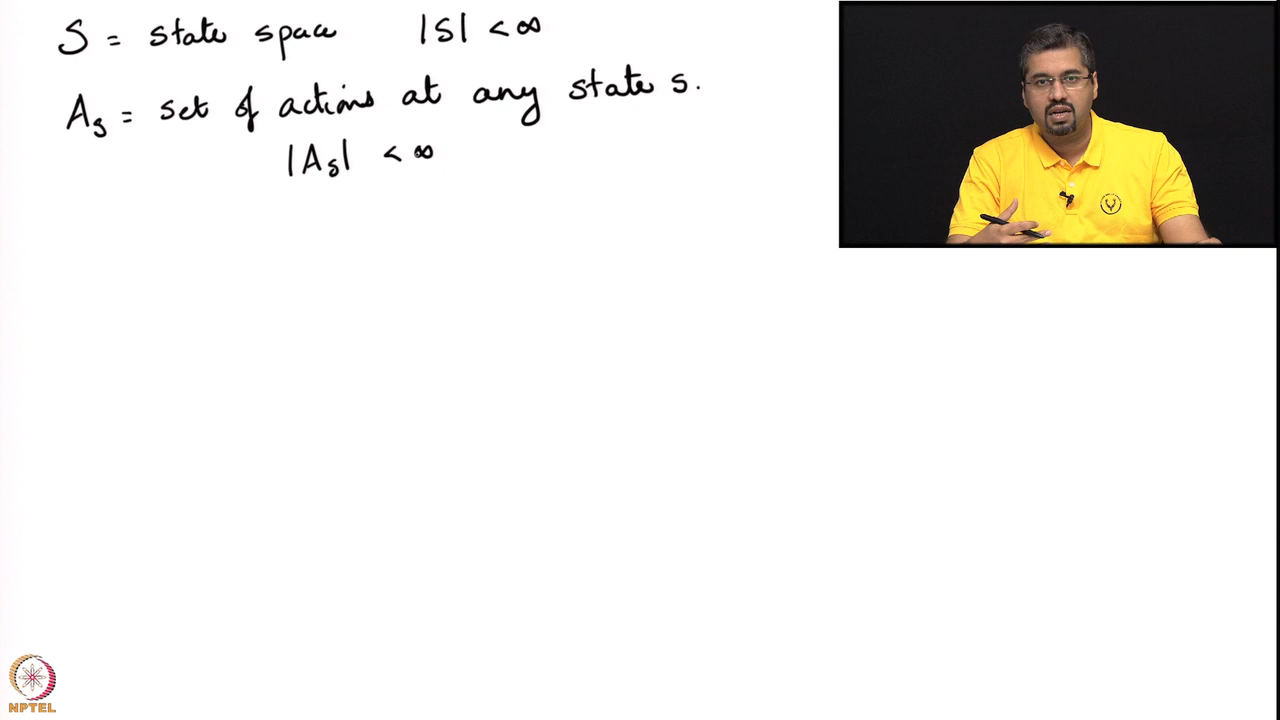 S = state space |S| < ∞
A_s = set of actions at any state s.
|A_s| < ∞
NPTEL